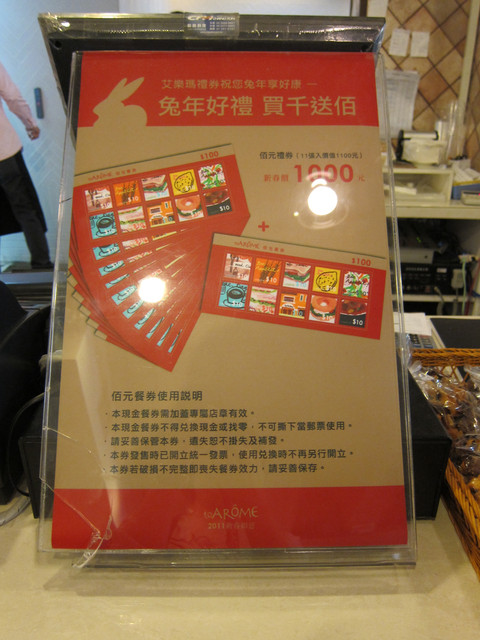 艾樂瑪禮券祝您兔年享好康
兔年好禮 買千送佰
佰元禮券(11張入價值1100元)
1000元
$100
$10
+
$100
$10
佰元餐券使用說明
·本現金餐券需加蓋專屬店章有效。
·本現金餐券不得兌換現金或找零,不可撕下當郵票使用。
·請妥善保管本券,遺失恕不掛失及補發。
·本券發售時已開立統一發票,使用兌換時不再另行開立。
·本券若破損不完整即喪失餐券效力,請妥善保存。
AROME